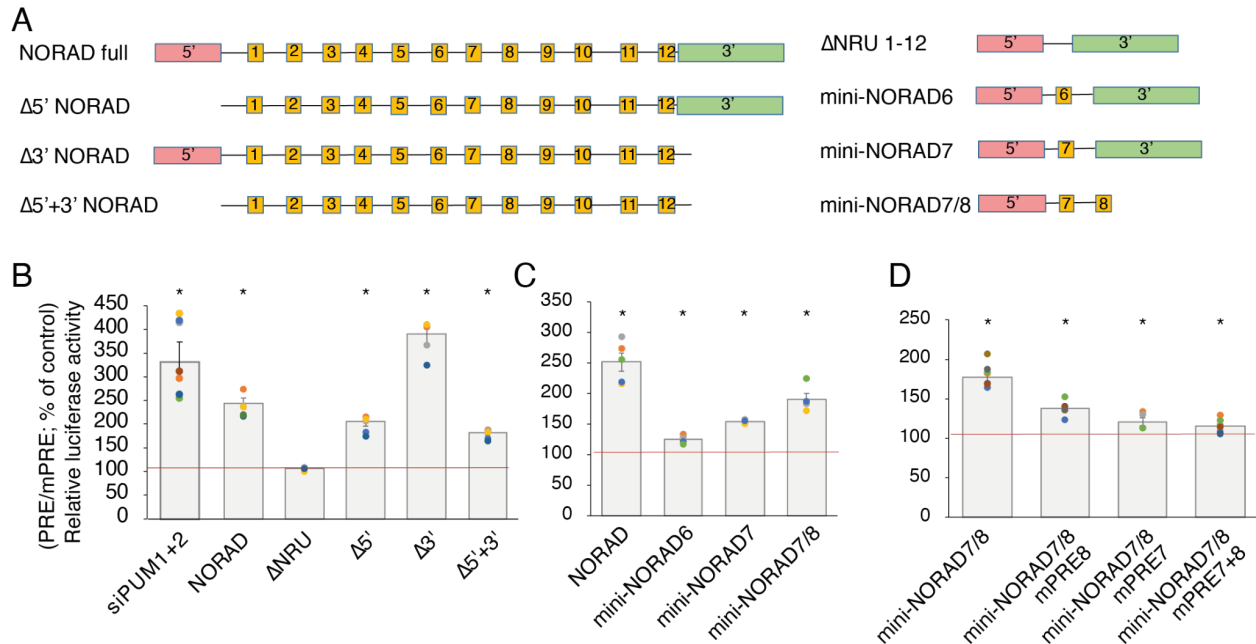 A
NORAD full 5' 1 2 3 4 5 6 7 8 9 10 11 12 3'
Δ5' NORAD 1 2 3 4 5 6 7 8 9 10 11 12 3'
Δ3' NORAD 5' 1 2 3 4 5 6 7 8 9 10 11 12
Δ5'+3' NORAD 1 2 3 4 5 6 7 8 9 10 11 12
ΔNRU 1-12 5' 3'
mini-NORAD6 5' 6 3'
mini-NORAD7 5' 7 3'
mini-NORAD7/8 5' 7 8
B
(PRE/mPRE; % of control)
Relative luciferase activity
450
400
350
300
250
200
150
100
50
0
* * * * *
siPUM1+2
NORAD
ΔNRU
Δ5'
Δ3'
Δ5'+3'
C
350
300
250
200
150
100
50
0
* * * *
NORAD
mini-NORAD6
mini-NORAD7
mini-NORAD7/8
D
250
200
150
100
50
0
* * * *
mini-NORAD7/8
mini-NORAD7/8
mPRE8
mini-NORAD7/8
mPRE7
mini-NORAD7/8
mPRE7+8